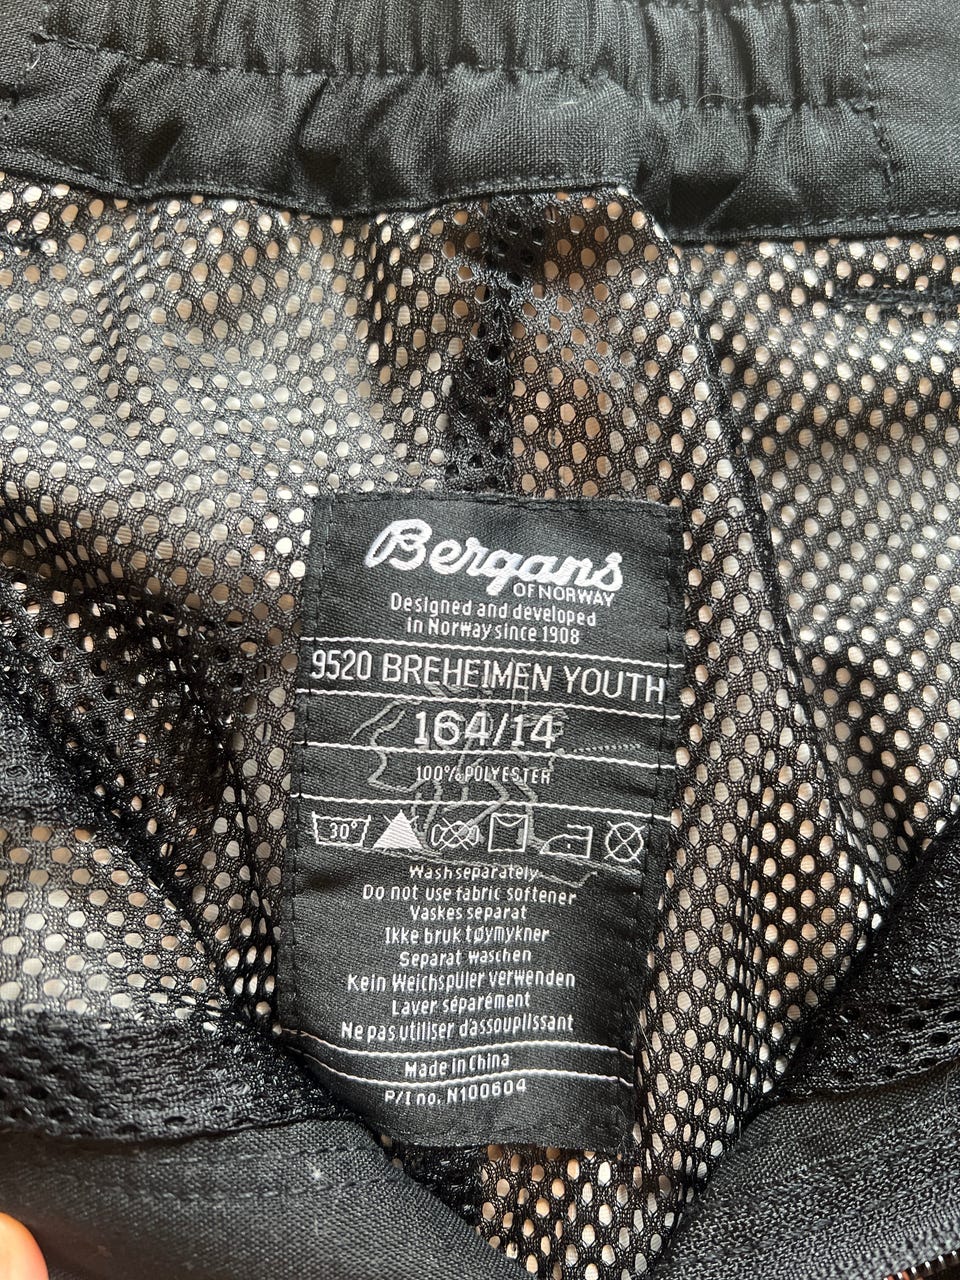 Bergans
OF NORWAY
Designed and developed
in Norway since 1908
9520 BREHEIMEN YOUTH
164/14
100% POLYESTER
30°
Wash separately
Do not use fabric softener
Vaskes separat
Ikke bruk tøymykner
Separat waschen
Kein Weichspüler verwenden
Laver séparément
Ne pas utiliser dassouplissant
Made in China
P/I no. N100604